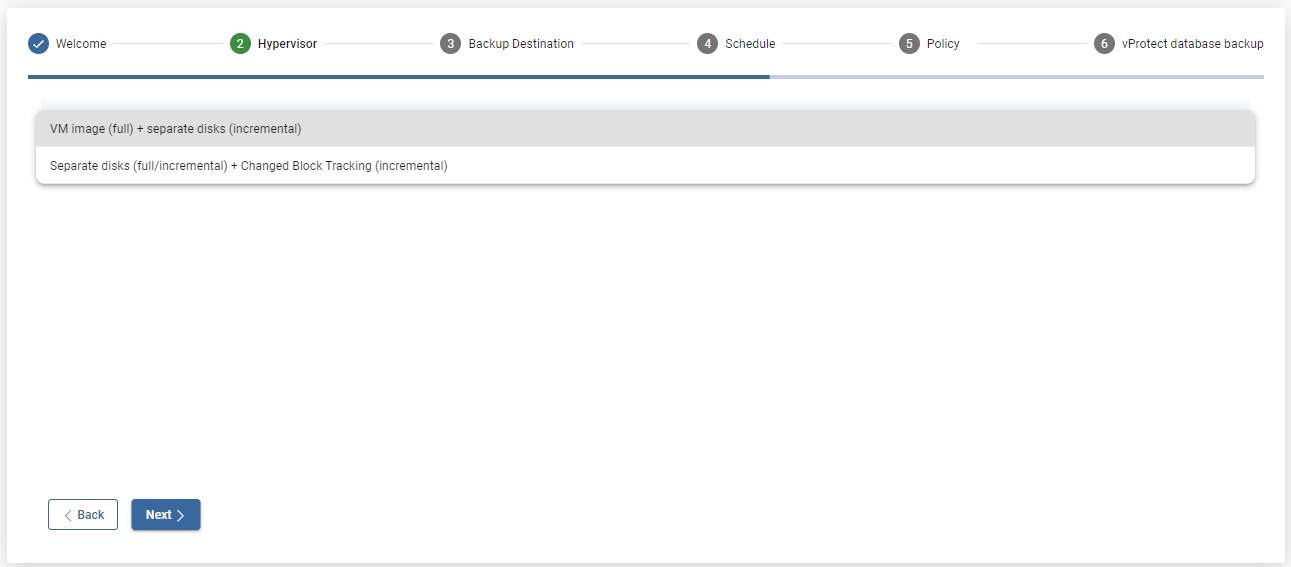 Welcome
2 Hypervisor
3 Backup Destination
4 Schedule
5 Policy
6 vProtect database backup
VM image (full) + separate disks (incremental)
Separate disks (full/incremental) + Changed Block Tracking (incremental)
Back
Next